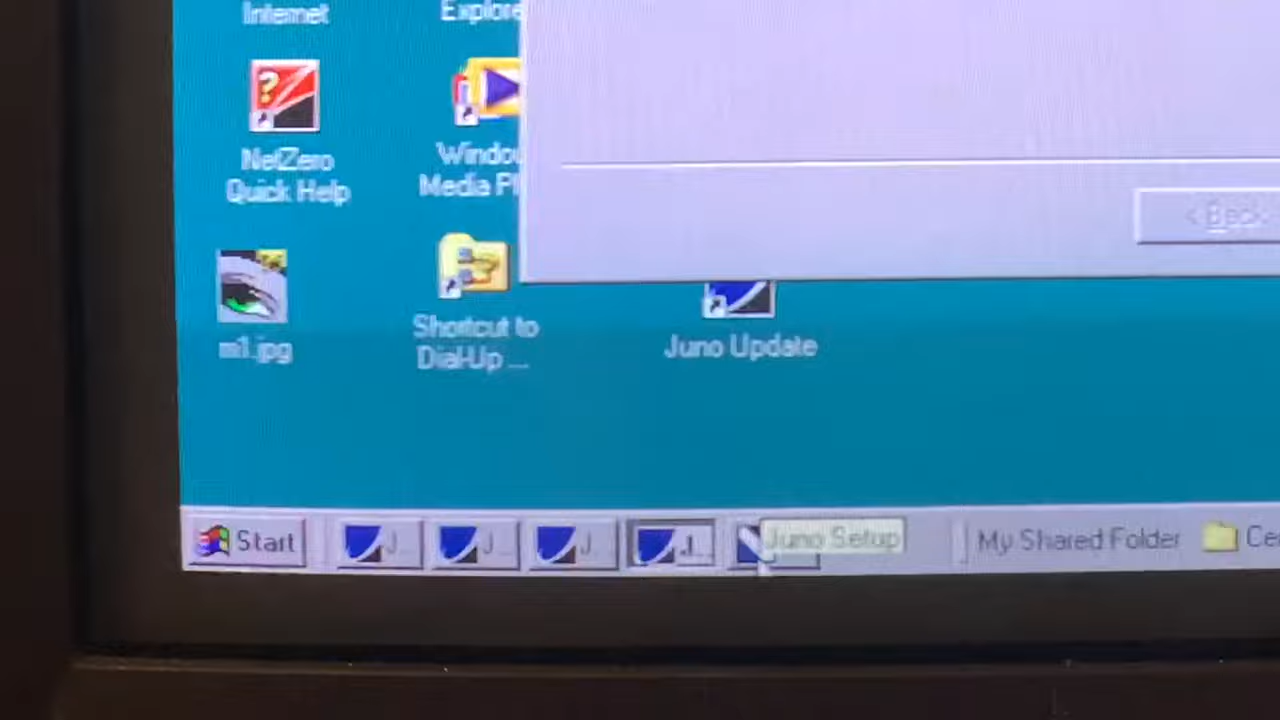 Internet
Explore
NetZero
Quick Help
Windo
Media Pl
< Back
m1.jpg
Shortcut to
Dial-Up ...
Juno Update
Start
J...
J...
J...
J...
Juno Setup
My Shared Folder
Ce